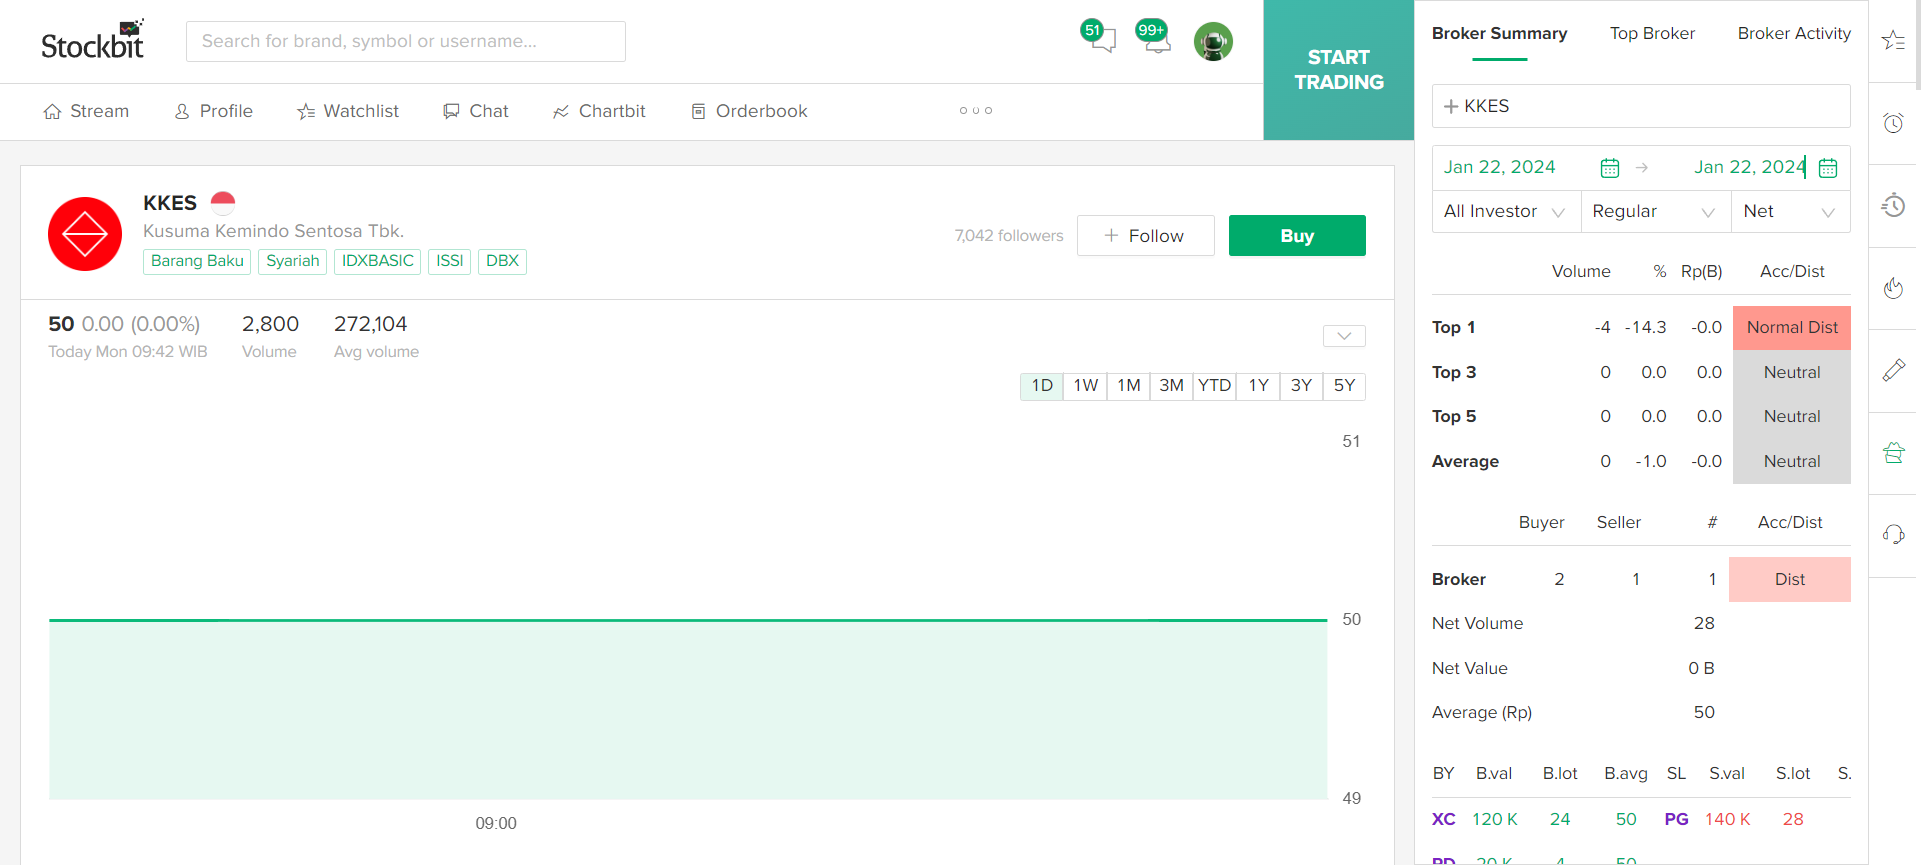 Stockbit
Search for brand, symbol or username...
51
99+
START
TRADING
Stream
Profile
Watchlist
Chat
Chartbit
Orderbook
KKES
Kusuma Kemindo Sentosa Tbk.
Barang Baku Syariah IDXBASIC ISSI DBX
7,042 followers
+ Follow
Buy
50 0.00 (0.00%) 2,800 272,104
Today Mon 09:42 WIB Volume Avg volume
1D 1W 1M 3M YTD 1Y 3Y 5Y
51
50
49
09:00
Broker Summary Top Broker Broker Activity
+ KKES
Jan 22, 2024 → Jan 22, 2024
All Investor Regular Net
Volume % Rp(B) Acc/Dist
Top 1 -4 -14.3 -0.0 Normal Dist
Top 3 0 0.0 0.0 Neutral
Top 5 0 0.0 0.0 Neutral
Average 0 -1.0 -0.0 Neutral
Buyer Seller # Acc/Dist
Broker 2 1 1 Dist
Net Volume 28
Net Value 0 B
Average (Rp) 50
BY B.val B.lot B.avg SL S.val S.lot S.
XC 120 K 24 50 PG 140 K 28
20 K 4 50